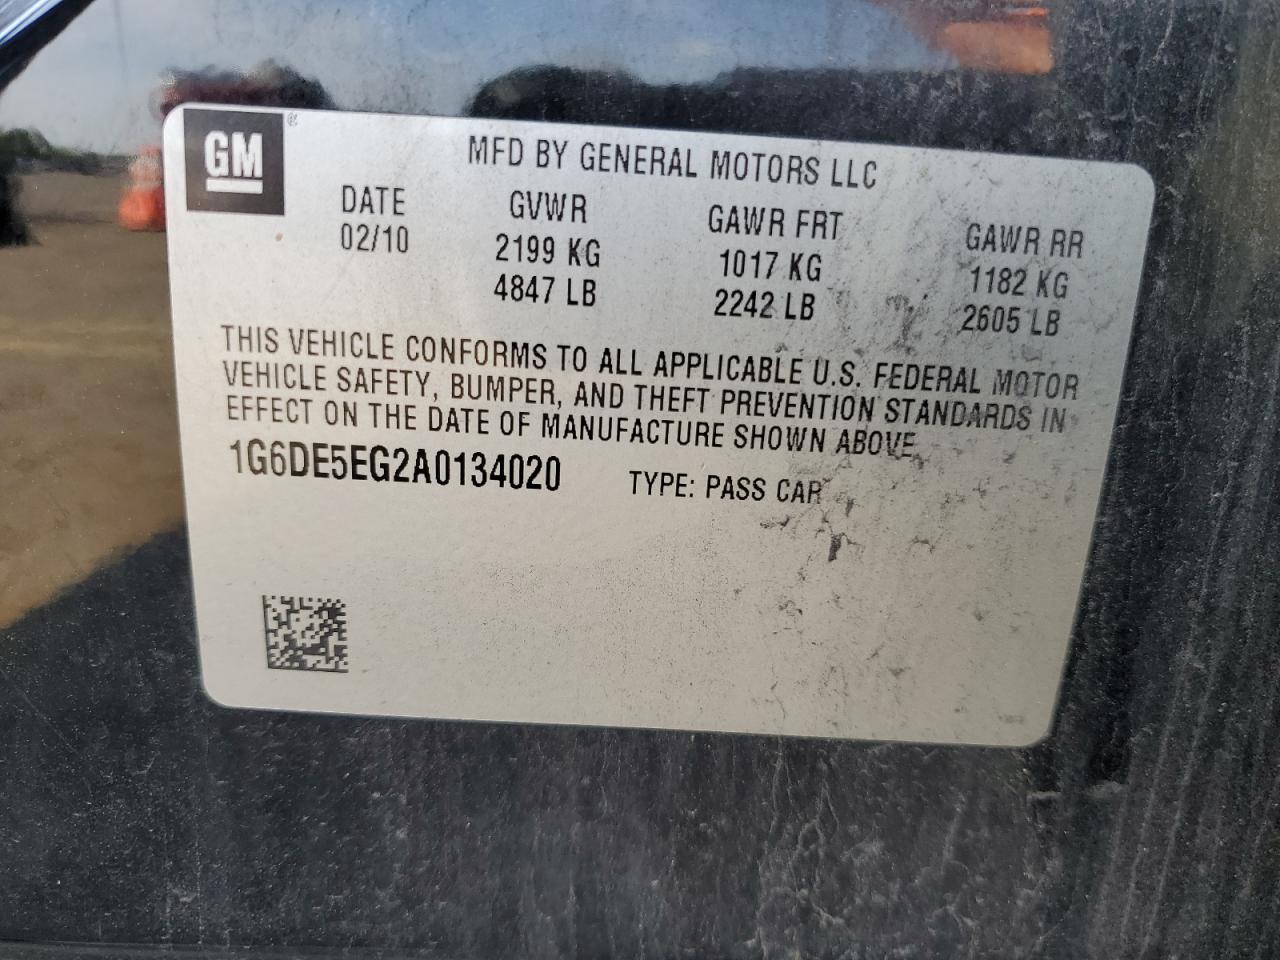 GM®
MFD BY GENERAL MOTORS LLC
DATE GVWR GAWR FRT GAWR RR
02/10 2199 KG 1017 KG 1182 KG
4847 LB 2242 LB 2605 LB
THIS VEHICLE CONFORMS TO ALL APPLICABLE U.S. FEDERAL MOTOR
VEHICLE SAFETY, BUMPER, AND THEFT PREVENTION STANDARDS IN
EFFECT ON THE DATE OF MANUFACTURE SHOWN ABOVE.
1G6DE5EG2A0134020 TYPE: PASS CAR